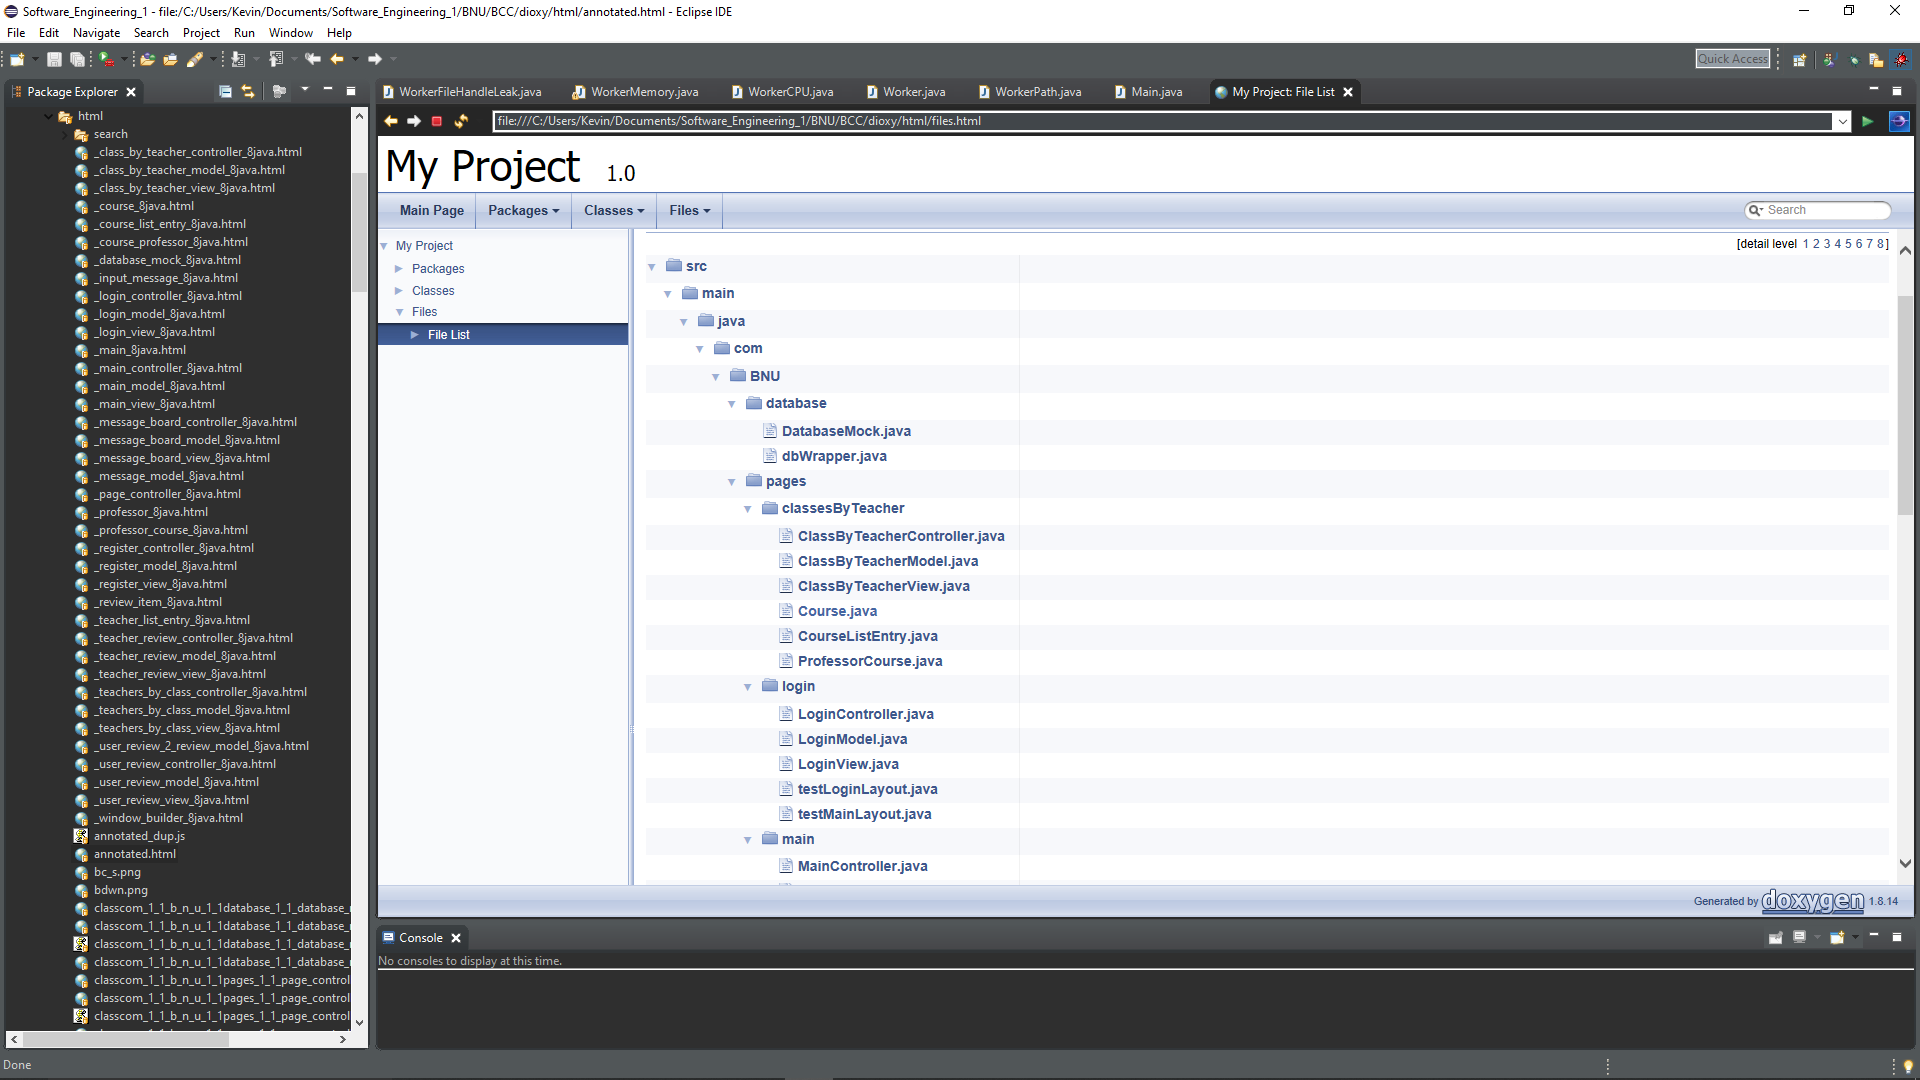 Software_Engineering_1 - file:/C:/Users/Kevin/Documents/Software_Engineering_1/BNU/BCC/dioxy/html/annotated.html - Eclipse IDE
File Edit Navigate Search Project Run Window Help
Quick Access
Package Explorer
html
search
_class_by_teacher_controller_8java.html
_class_by_teacher_model_8java.html
_class_by_teacher_view_8java.html
_course_8java.html
_course_list_entry_8java.html
_course_professor_8java.html
_database_mock_8java.html
_input_message_8java.html
_login_controller_8java.html
_login_model_8java.html
_login_view_8java.html
_main_8java.html
_main_controller_8java.html
_main_model_8java.html
_main_view_8java.html
_message_board_controller_8java.html
_message_board_model_8java.html
_message_board_view_8java.html
_message_model_8java.html
_page_controller_8java.html
_professor_8java.html
_professor_course_8java.html
_register_controller_8java.html
_register_model_8java.html
_register_view_8java.html
_review_item_8java.html
_teacher_list_entry_8java.html
_teacher_review_controller_8java.html
_teacher_review_model_8java.html
_teacher_review_view_8java.html
_teachers_by_class_controller_8java.html
_teachers_by_class_model_8java.html
_teachers_by_class_view_8java.html
_user_review_2_review_model_8java.html
_user_review_controller_8java.html
_user_review_model_8java.html
_user_review_view_8java.html
_window_builder_8java.html
annotated_dup.js
annotated.html
bc_s.png
bdwn.png
classcom_1_1_b_n_u_1_1database_1_1_database_
classcom_1_1_b_n_u_1_1database_1_1_database_
classcom_1_1_b_n_u_1_1database_1_1_database_
classcom_1_1_b_n_u_1_1database_1_1_database_
classcom_1_1_b_n_u_1_1pages_1_1_page_control
classcom_1_1_b_n_u_1_1pages_1_1_page_control
classcom_1_1_b_n_u_1_1pages_1_1_page_control
WorkerFileHandleLeak.java WorkerMemory.java WorkerCPU.java Worker.java WorkerPath.java Main.java My Project: File List
file:///C:/Users/Kevin/Documents/Software_Engineering_1/BNU/BCC/dioxy/html/files.html
My Project 1.0
Main Page Packages Classes Files Search
My Project
Packages
Classes
Files
File List
[detail level 1 2 3 4 5 6 7 8]
src
main
java
com
BNU
database
DatabaseMock.java
dbWrapper.java
pages
classesByTeacher
ClassByTeacherController.java
ClassByTeacherModel.java
ClassByTeacherView.java
Course.java
CourseListEntry.java
ProfessorCourse.java
login
LoginController.java
LoginModel.java
LoginView.java
testLoginLayout.java
testMainLayout.java
main
MainController.java
Generated by doxygen 1.8.14
Console
No consoles to display at this time.
Done